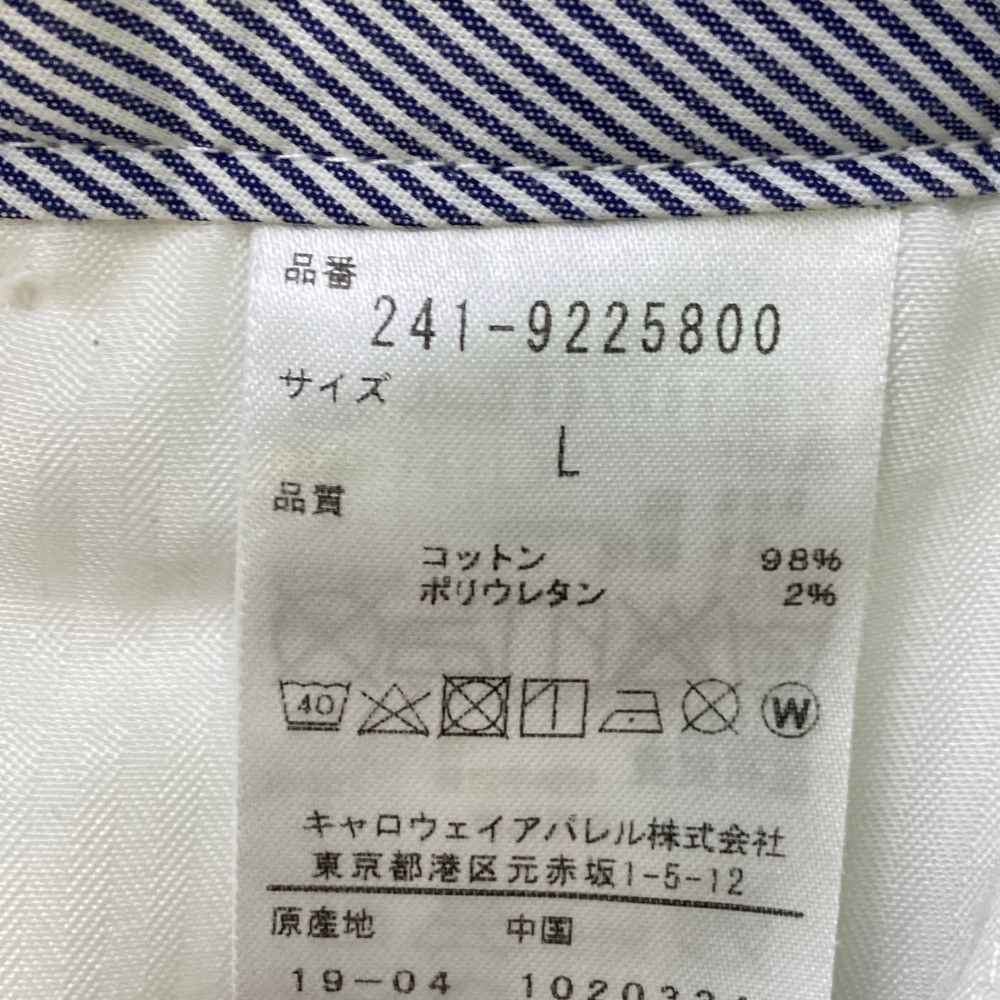 品番
241-9225800
サイズ
L
品質
コットン 98%
ポリウレタン 2%
40 W
キャロウェイアパレル株式会社
東京都港区元赤坂1-5-12
原産地 中国
19-04